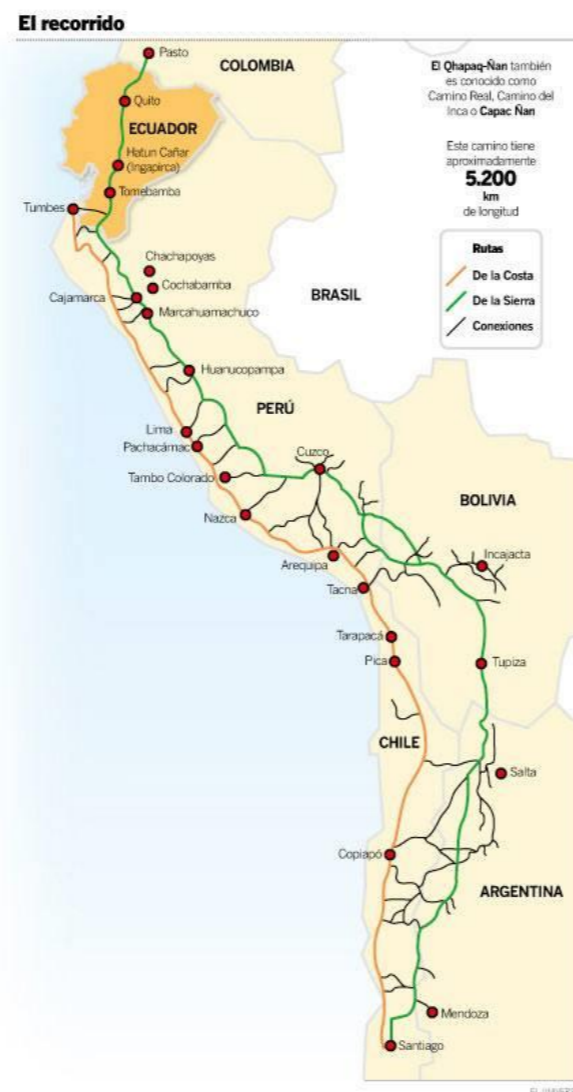 El recorrido
Pasto
COLOMBIA
El Qhapaq-Ñan también
es conocido como
Camino Real, Camino del
Inca o Capac Ñan
Quito
ECUADOR
Este camino tiene
aproximadamente
5.200
km
de longitud
Hatun Cañar
(Ingapirca)
Tomebamba
Tumbes
Rutas
De la Costa
De la Sierra
Conexiones
Chachapoyas
Cochabamba
Cajamarca
Marcahuamachuco
BRASIL
Huanucopampa
PERÚ
Lima
Pachacámac
Cuzco
Tambo Colorado
BOLIVIA
Nazca
Incajacta
Arequipa
Tacna
Tarapacá
Pica
Tupiza
CHILE
Salta
Copiapó
ARGENTINA
Mendoza
Santiago